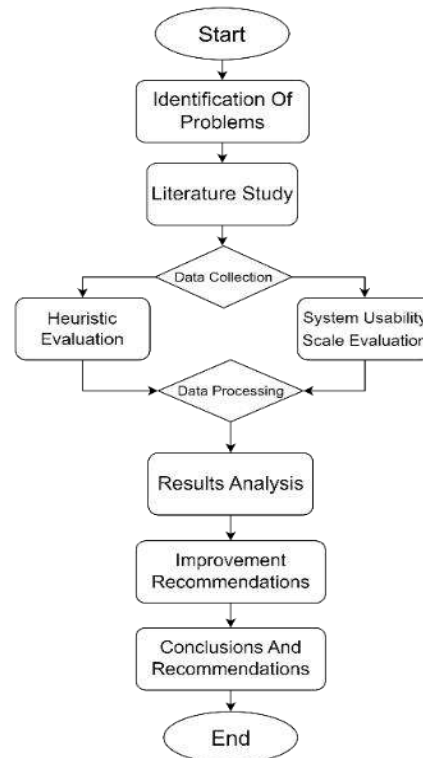 Start
Identification Of
Problems
Literature Study
Data Collection
Heuristic
Evaluation
System Usability
Scale Evaluation
Data Processing
Results Analysis
Improvement
Recommendations
Conclusions And
Recommendations
End